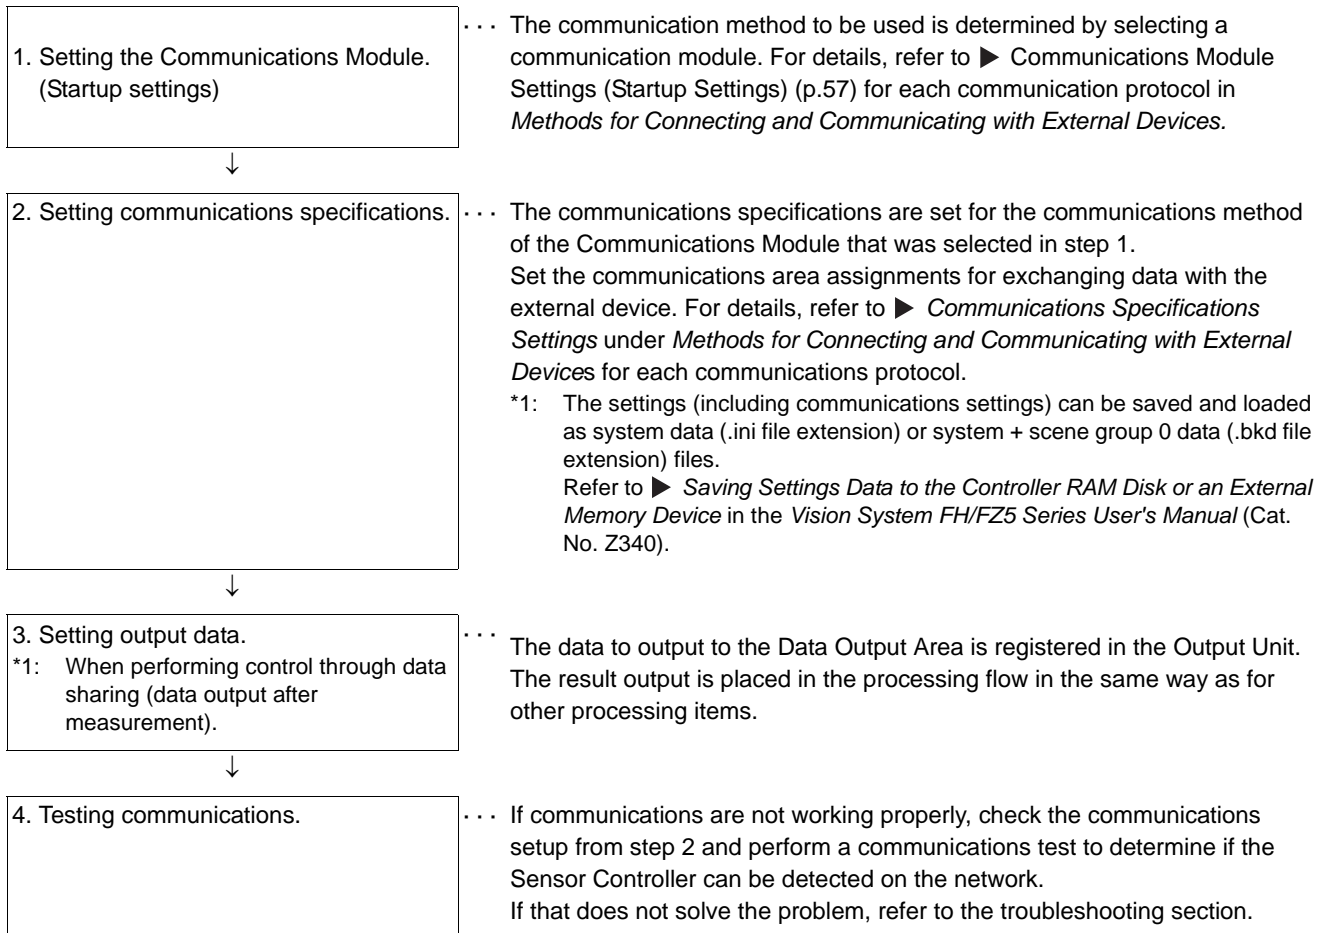 1. Setting the Communications Module.
(Startup settings)
··· The communication method to be used is determined by selecting a
communication module. For details, refer to ▶ Communications Module
Settings (Startup Settings) (p.57) for each communication protocol in
Methods for Connecting and Communicating with External Devices.
↓
2. Setting communications specifications.
··· The communications specifications are set for the communications method
of the Communications Module that was selected in step 1.
Set the communications area assignments for exchanging data with the
external device. For details, refer to ▶ Communications Specifications
Settings under Methods for Connecting and Communicating with External
Devices for each communications protocol.
*1: The settings (including communications settings) can be saved and loaded
as system data (.ini file extension) or system + scene group 0 data (.bkd file
extension) files.
Refer to ▶ Saving Settings Data to the Controller RAM Disk or an External
Memory Device in the Vision System FH/FZ5 Series User's Manual (Cat.
No. Z340).
↓
3. Setting output data.
*1: When performing control through data
sharing (data output after
measurement).
··· The data to output to the Data Output Area is registered in the Output Unit.
The result output is placed in the processing flow in the same way as for
other processing items.
↓
4. Testing communications.
··· If communications are not working properly, check the communications
setup from step 2 and perform a communications test to determine if the
Sensor Controller can be detected on the network.
If that does not solve the problem, refer to the troubleshooting section.